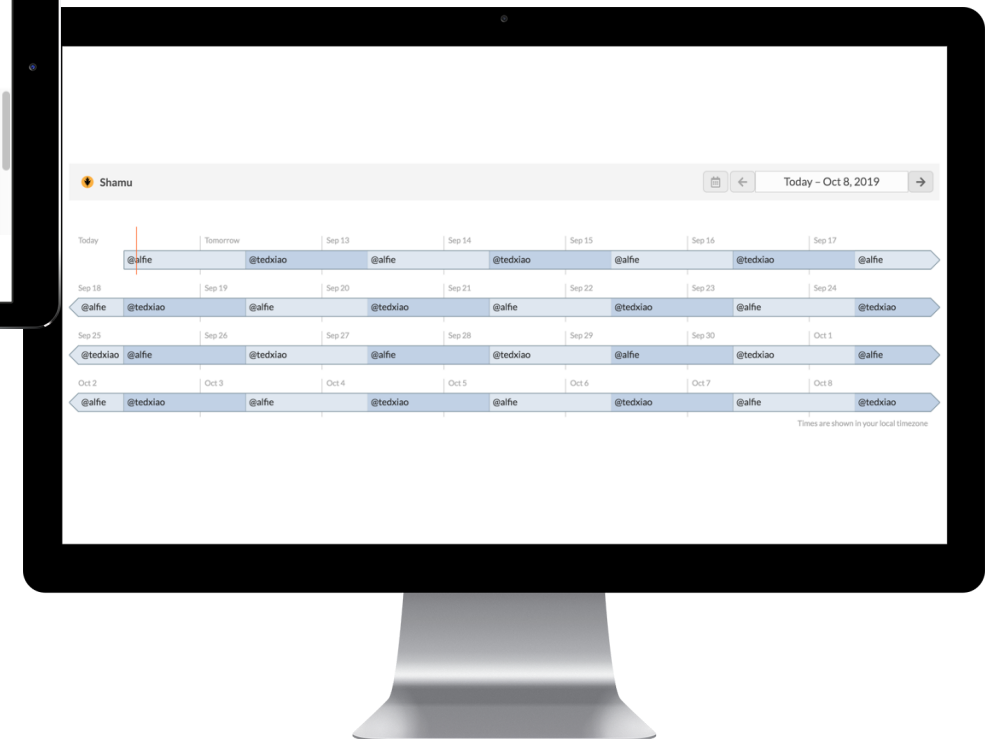 Shamu
Today – Oct 8, 2019
Today Tomorrow Sep 13 Sep 14 Sep 15 Sep 16 Sep 17
@alfie @tedxiao @alfie @tedxiao @alfie @tedxiao @alfie
Sep 18 Sep 19 Sep 20 Sep 21 Sep 22 Sep 23 Sep 24
@alfie @tedxiao @alfie @tedxiao @alfie @tedxiao @alfie @tedxiao
Sep 25 Sep 26 Sep 27 Sep 28 Sep 29 Sep 30 Oct 1
@tedxiao @alfie @tedxiao @alfie @tedxiao @alfie @tedxiao @alfie
Oct 2 Oct 3 Oct 4 Oct 5 Oct 6 Oct 7 Oct 8
@alfie @tedxiao @alfie @tedxiao @alfie @tedxiao @alfie @tedxiao
Times are shown in your local timezone